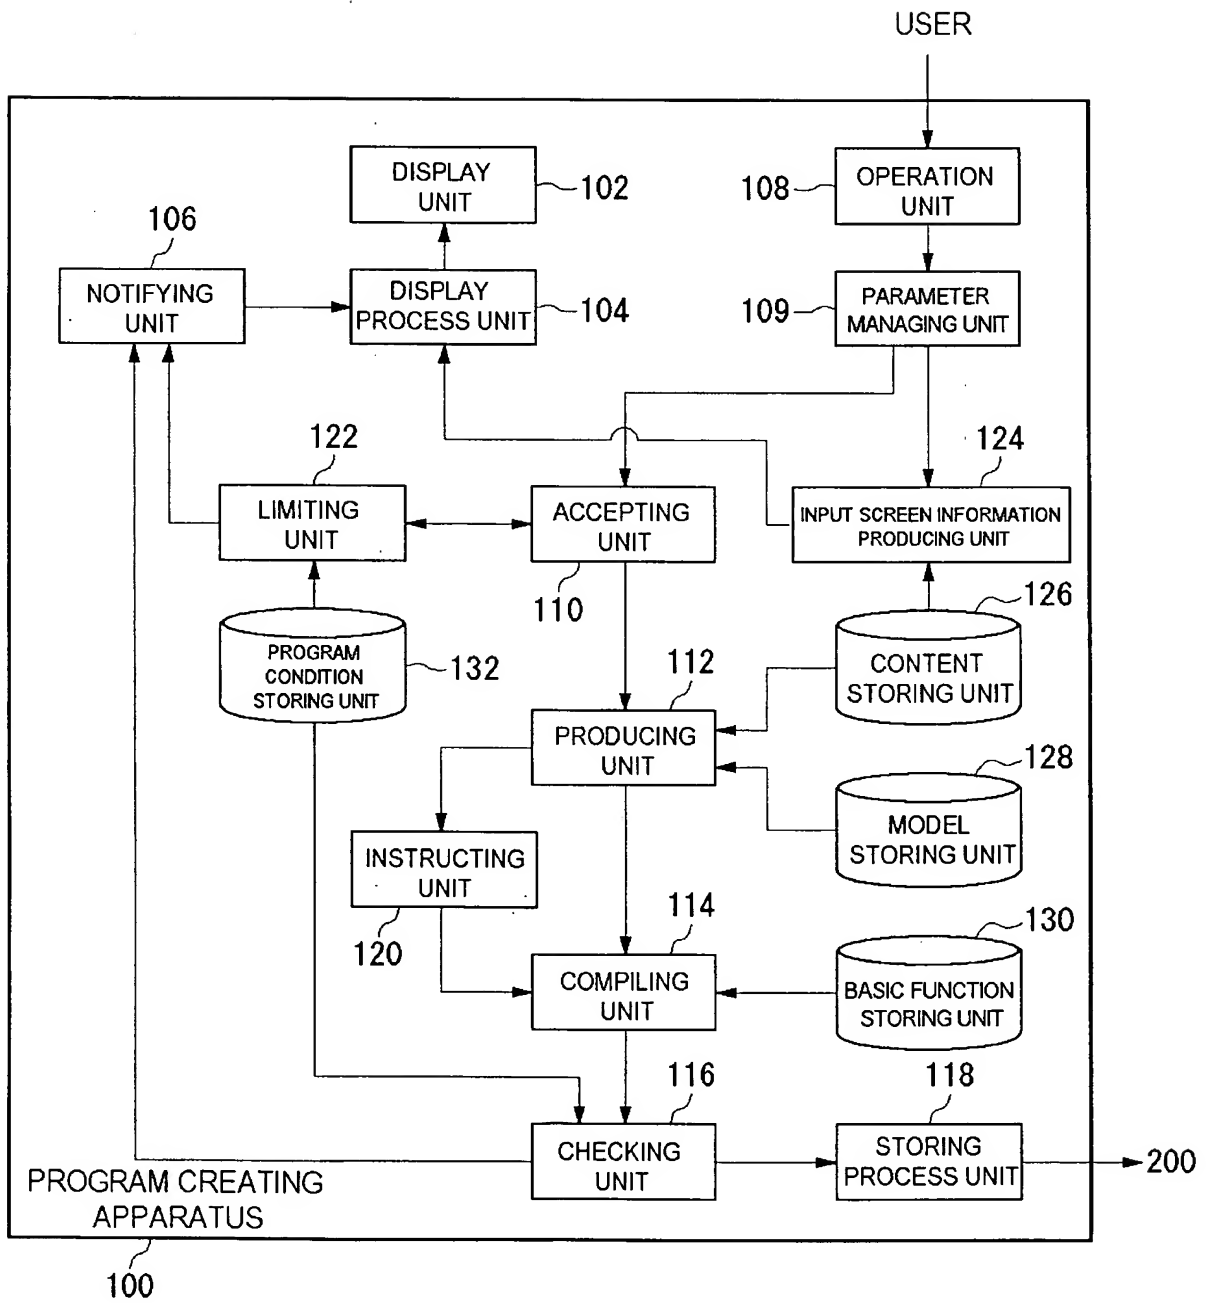 USER
DISPLAY
UNIT
102
108
OPERATION
UNIT
106
NOTIFYING
UNIT
DISPLAY
PROCESS UNIT
104
109
PARAMETER
MANAGING UNIT
122
124
LIMITING
UNIT
ACCEPTING
UNIT
INPUT SCREEN INFORMATION
PRODUCING UNIT
110
126
PROGRAM
CONDITION
STORING UNIT
132
CONTENT
STORING UNIT
112
PRODUCING
UNIT
128
MODEL
STORING UNIT
INSTRUCTING
UNIT
120
114
COMPILING
UNIT
130
BASIC FUNCTION
STORING UNIT
116
118
CHECKING
UNIT
STORING
PROCESS UNIT
200
PROGRAM CREATING
APPARATUS
100